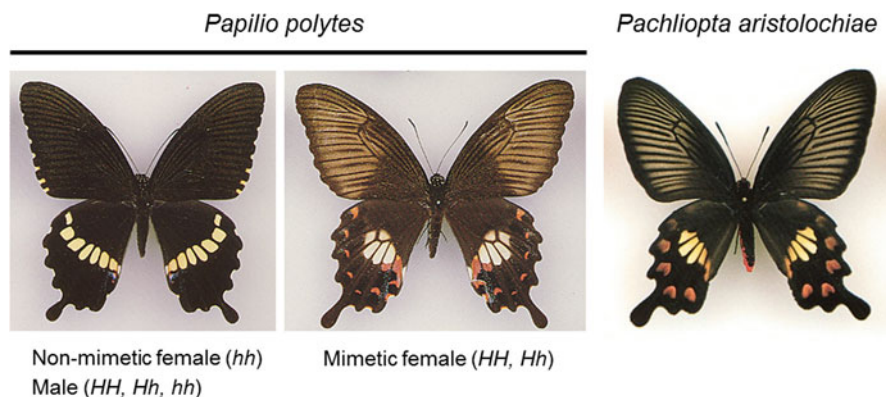 Papilio polytes
Pachliopta aristolochiae
Non-mimetic female (hh)
Male (HH, Hh, hh)
Mimetic female (HH, Hh)